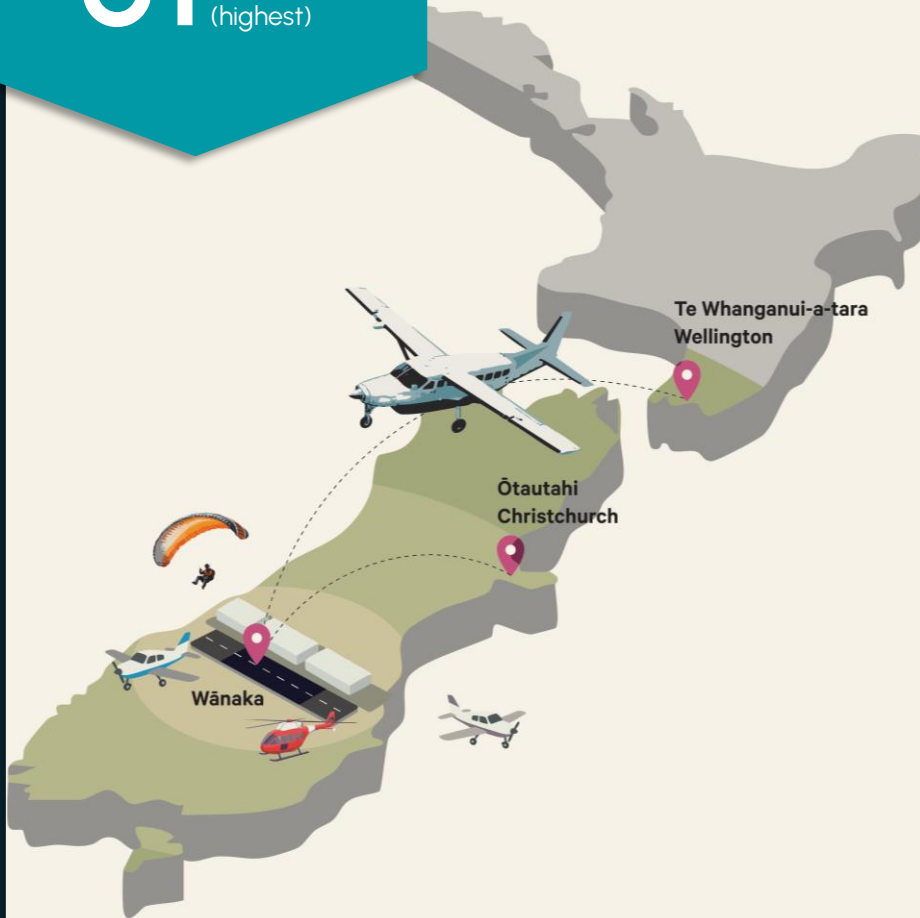 (highest)
Te Whanganui-a-tara
Wellington
Ōtautahi
Christchurch
Wānaka